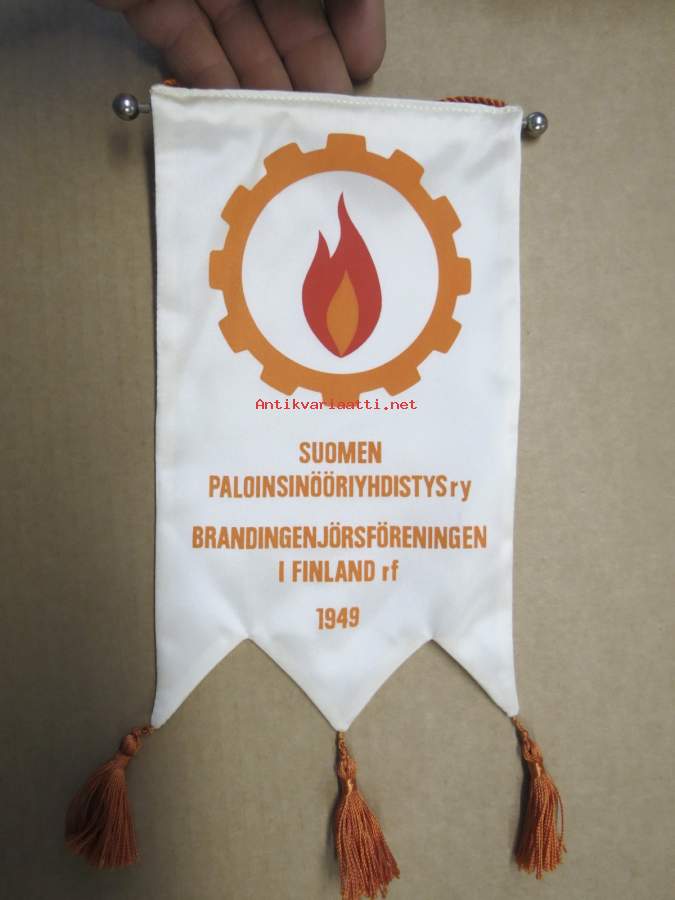 Antikvariaatti.net
SUOMEN
PALOINSINÖÖRIYHDISTYS ry
BRANDINGENJÖRSFÖRENINGEN
I FINLAND rf
1949